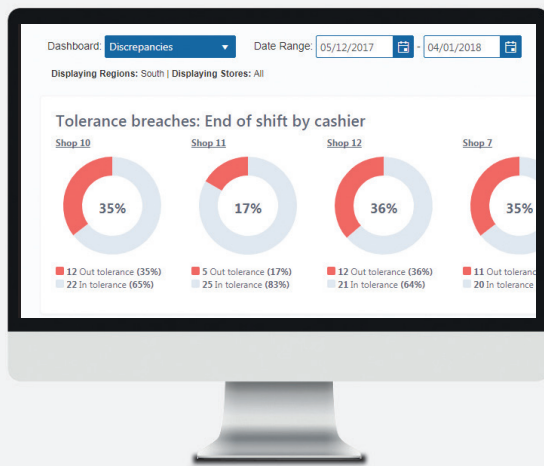 Dashboard: Discrepancies Date Range: 05/12/2017 - 04/01/2018
Displaying Regions: South | Displaying Stores: All
Tolerance breaches: End of shift by cashier
Shop 10 Shop 11 Shop 12 Shop 7
35% 17% 36% 35%
12 Out tolerance (35%) 5 Out tolerance (17%) 12 Out tolerance (36%) 11 Out toleranc
22 In tolerance (65%) 25 In tolerance (83%) 21 In tolerance (64%) 20 In tolerance